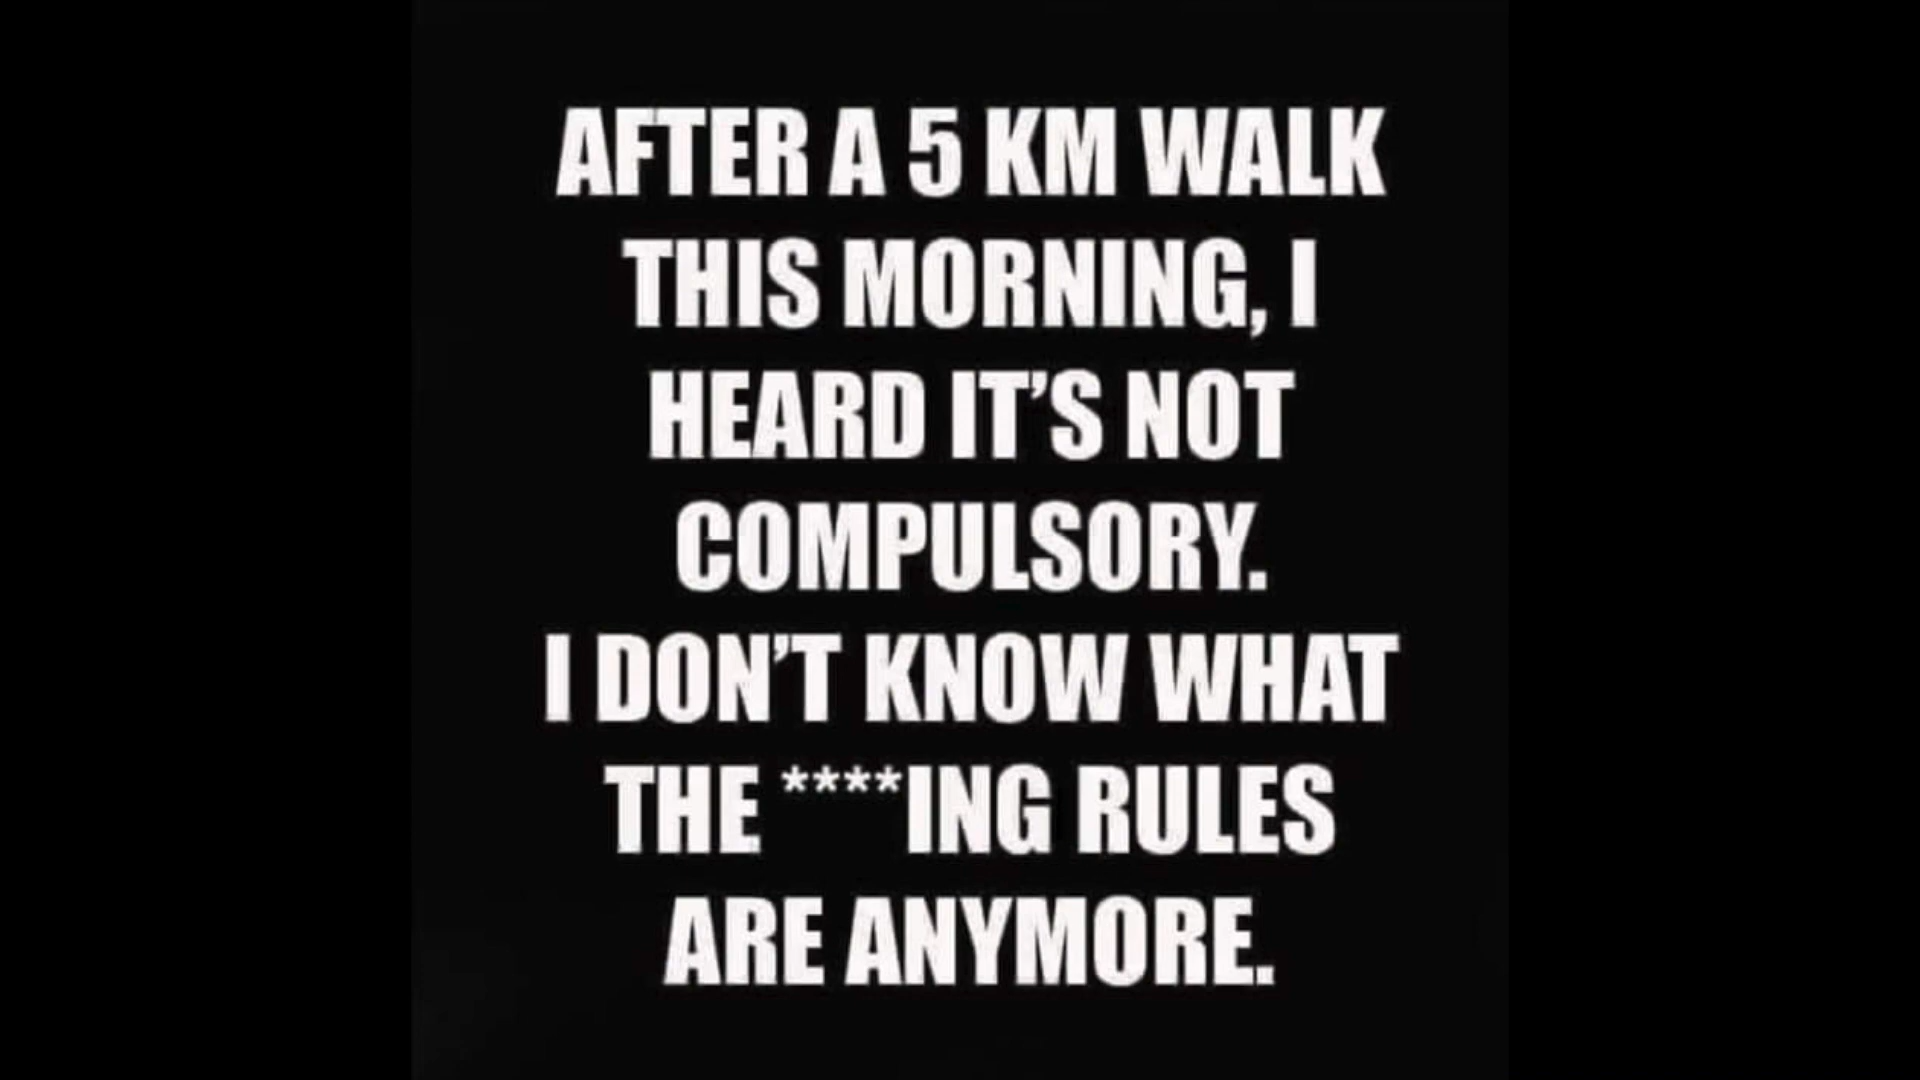 AFTER A 5 KM WALK
THIS MORNING, I
HEARD IT'S NOT
COMPULSORY.
I DON'T KNOW WHAT
THE ****ING RULES
ARE ANYMORE.